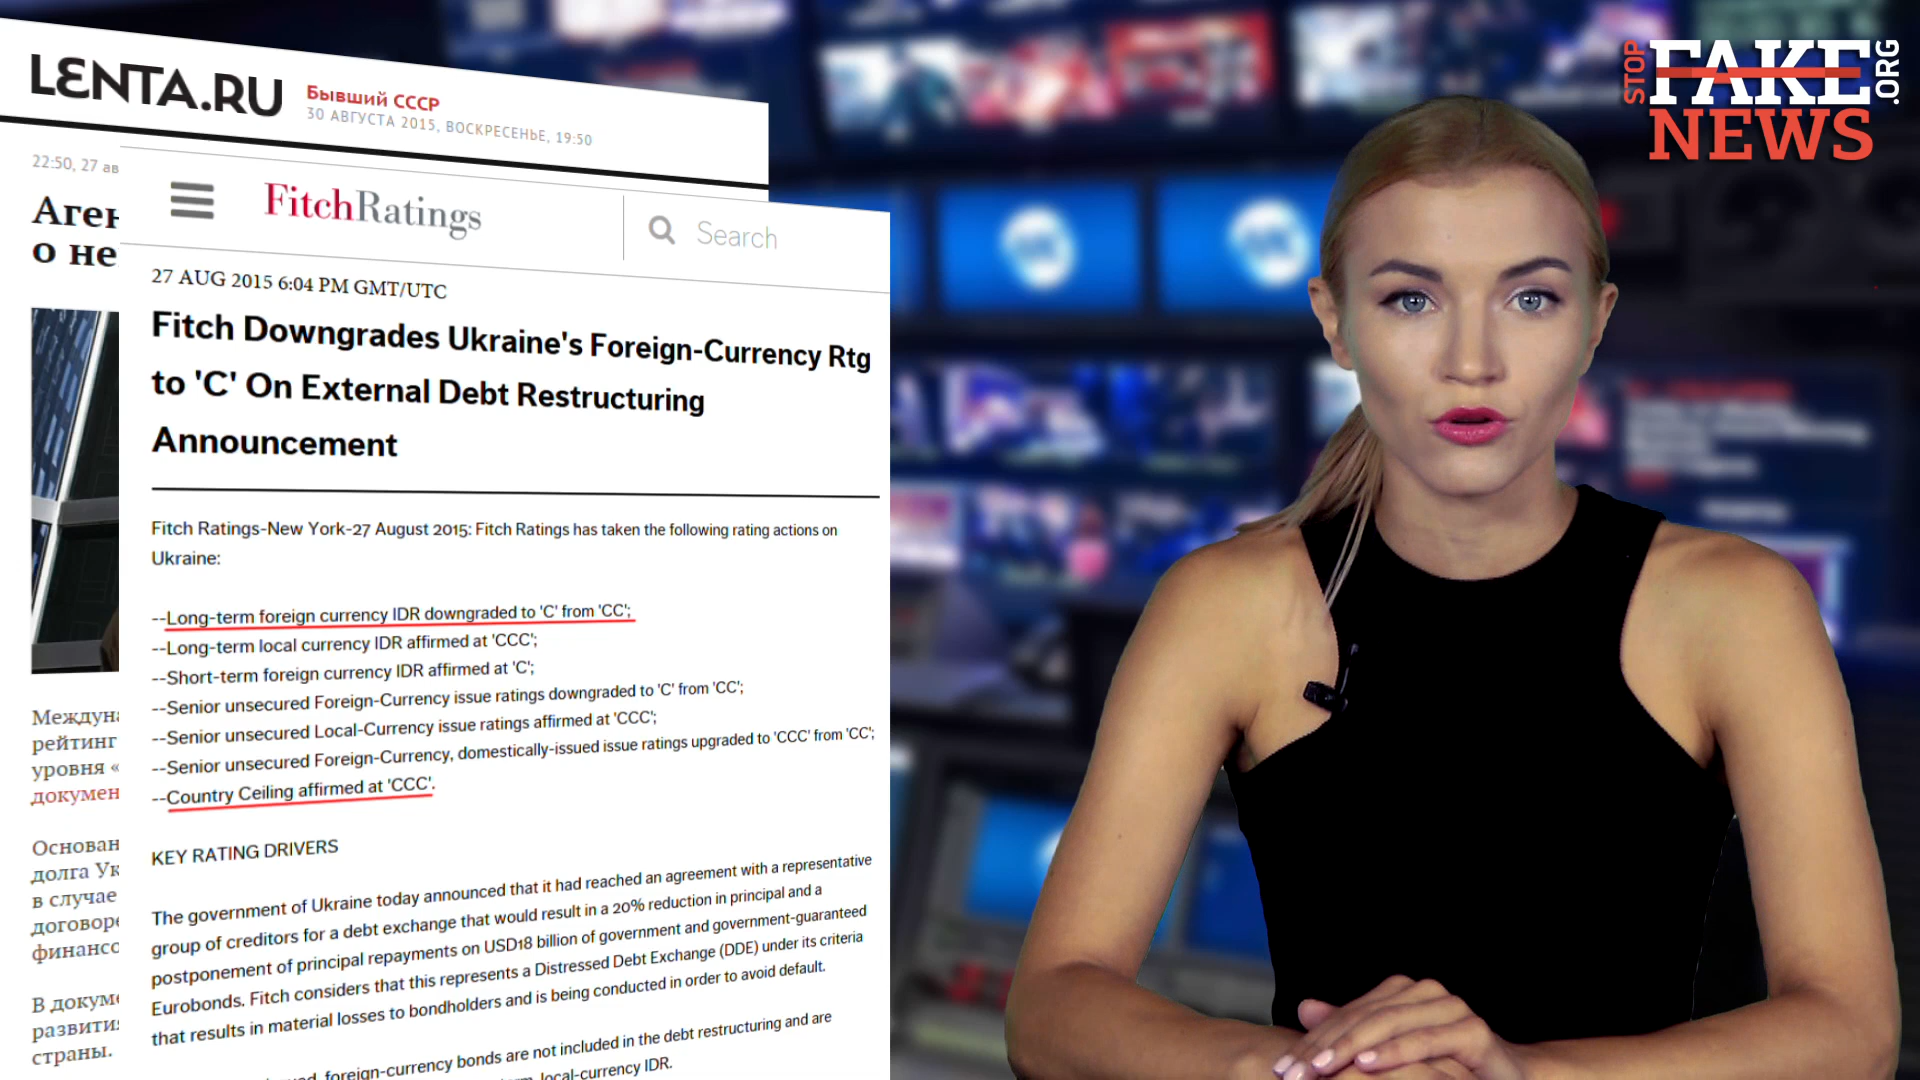 LENTA.RU
Бывший СССР
30 АВГУСТА 2015, ВОСКРЕСЕНЬЕ, 19:50
22:50, 27 ав
Аген
о не
Междуна
рейтинг
уровня «
докумен
Основан
долга Ук
в случае
договоре
финансо
В докуме
развития
страны.
FitchRatings
Search
27 AUG 2015 6:04 PM GMT/UTC
Fitch Downgrades Ukraine's Foreign-Currency Rtg
to 'C' On External Debt Restructuring
Announcement
Fitch Ratings-New York-27 August 2015: Fitch Ratings has taken the following rating actions on
Ukraine:
--Long-term foreign currency IDR downgraded to 'C' from 'CC';
--Long-term local currency IDR affirmed at 'CCC';
--Short-term foreign currency IDR affirmed at 'C';
--Senior unsecured Foreign-Currency issue ratings downgraded to 'C' from 'CC';
--Senior unsecured Local-Currency issue ratings affirmed at 'CCC';
--Senior unsecured Foreign-Currency, domestically-issued issue ratings upgraded to 'CCC' from 'CC';
--Country Ceiling affirmed at 'CCC'.
KEY RATING DRIVERS
The government of Ukraine today announced that it had reached an agreement with a representative
group of creditors for a debt exchange that would result in a 20% reduction in principal and a
postponement of principal repayments on USD18 billion of government and government-guaranteed
Eurobonds. Fitch considers that this represents a Distressed Debt Exchange (DDE) under its criteria
that results in material losses to bondholders and is being conducted in order to avoid default.
foreign-currency bonds are not included in the debt restructuring and are
local-currency IDR.
STOP
FAKE
.ORG
NEWS